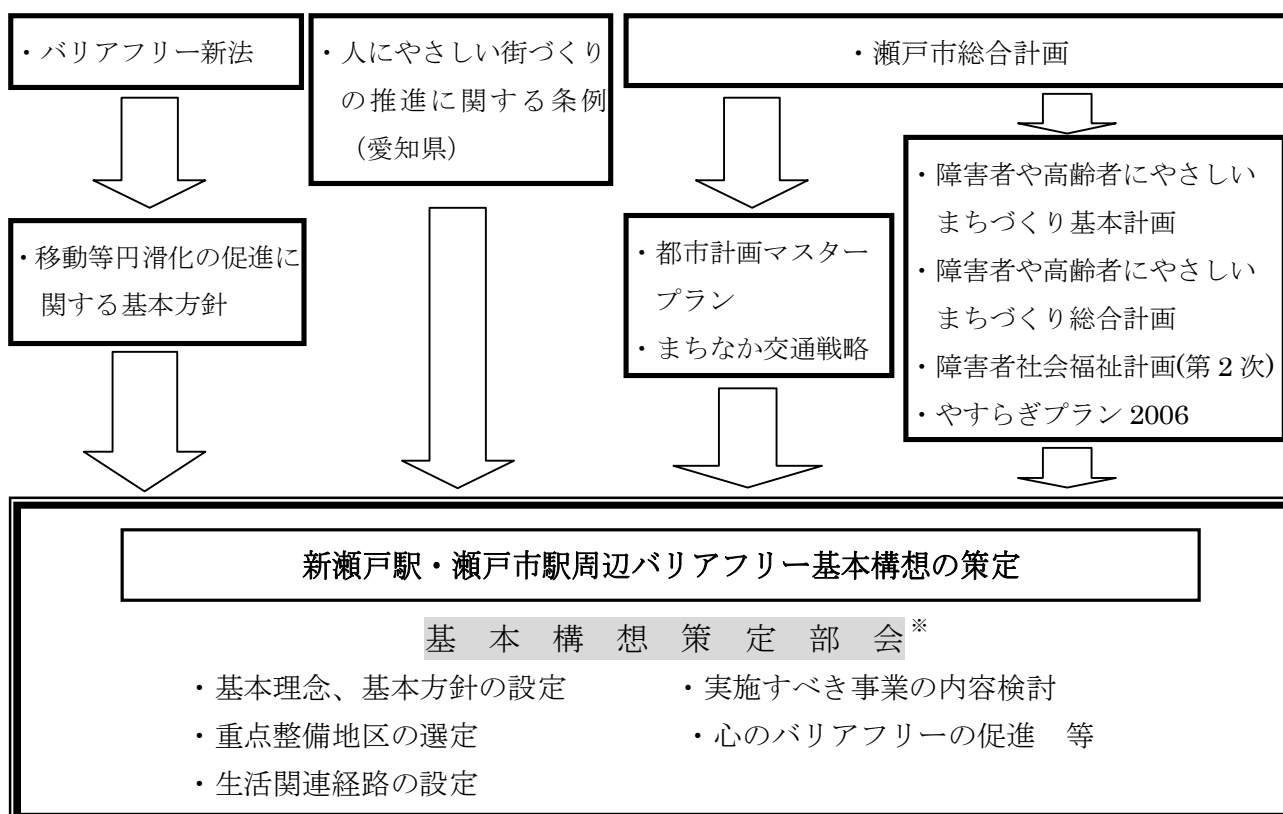 ・バリアフリー新法
・人にやさしい街づくり
の推進に関する条例
（愛知県）
・瀬戸市総合計画
・移動等円滑化の促進に
関する基本方針
・都市計画マスター
プラン
・まちなか交通戦略
・障害者や高齢者にやさしい
まちづくり基本計画
・障害者や高齢者にやさしい
まちづくり総合計画
・障害者社会福祉計画(第 2 次)
・やすらぎプラン 2006
新瀬戸駅・瀬戸市駅周辺バリアフリー基本構想の策定
基 本 構 想 策 定 部 会※
・基本理念、基本方針の設定
・重点整備地区の選定
・生活関連経路の設定
・実施すべき事業の内容検討
・心のバリアフリーの促進　等